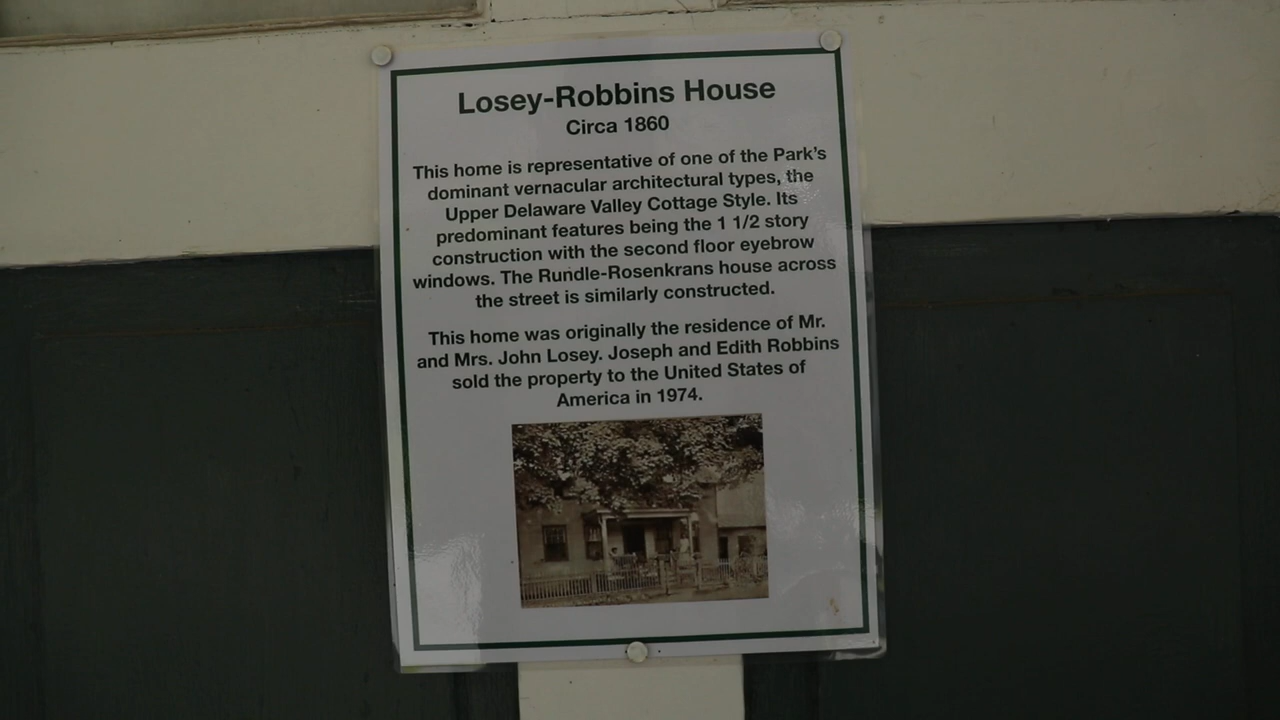 Losey-Robbins House
Circa 1860
This home is representative of one of the Park's
dominant vernacular architectural types, the
Upper Delaware Valley Cottage Style. Its
predominant features being the 1 1/2 story
construction with the second floor eyebrow
windows. The Rundle-Rosenkrans house across
the street is similarly constructed.
This home was originally the residence of Mr.
and Mrs. John Losey. Joseph and Edith Robbins
sold the property to the United States of
America in 1974.